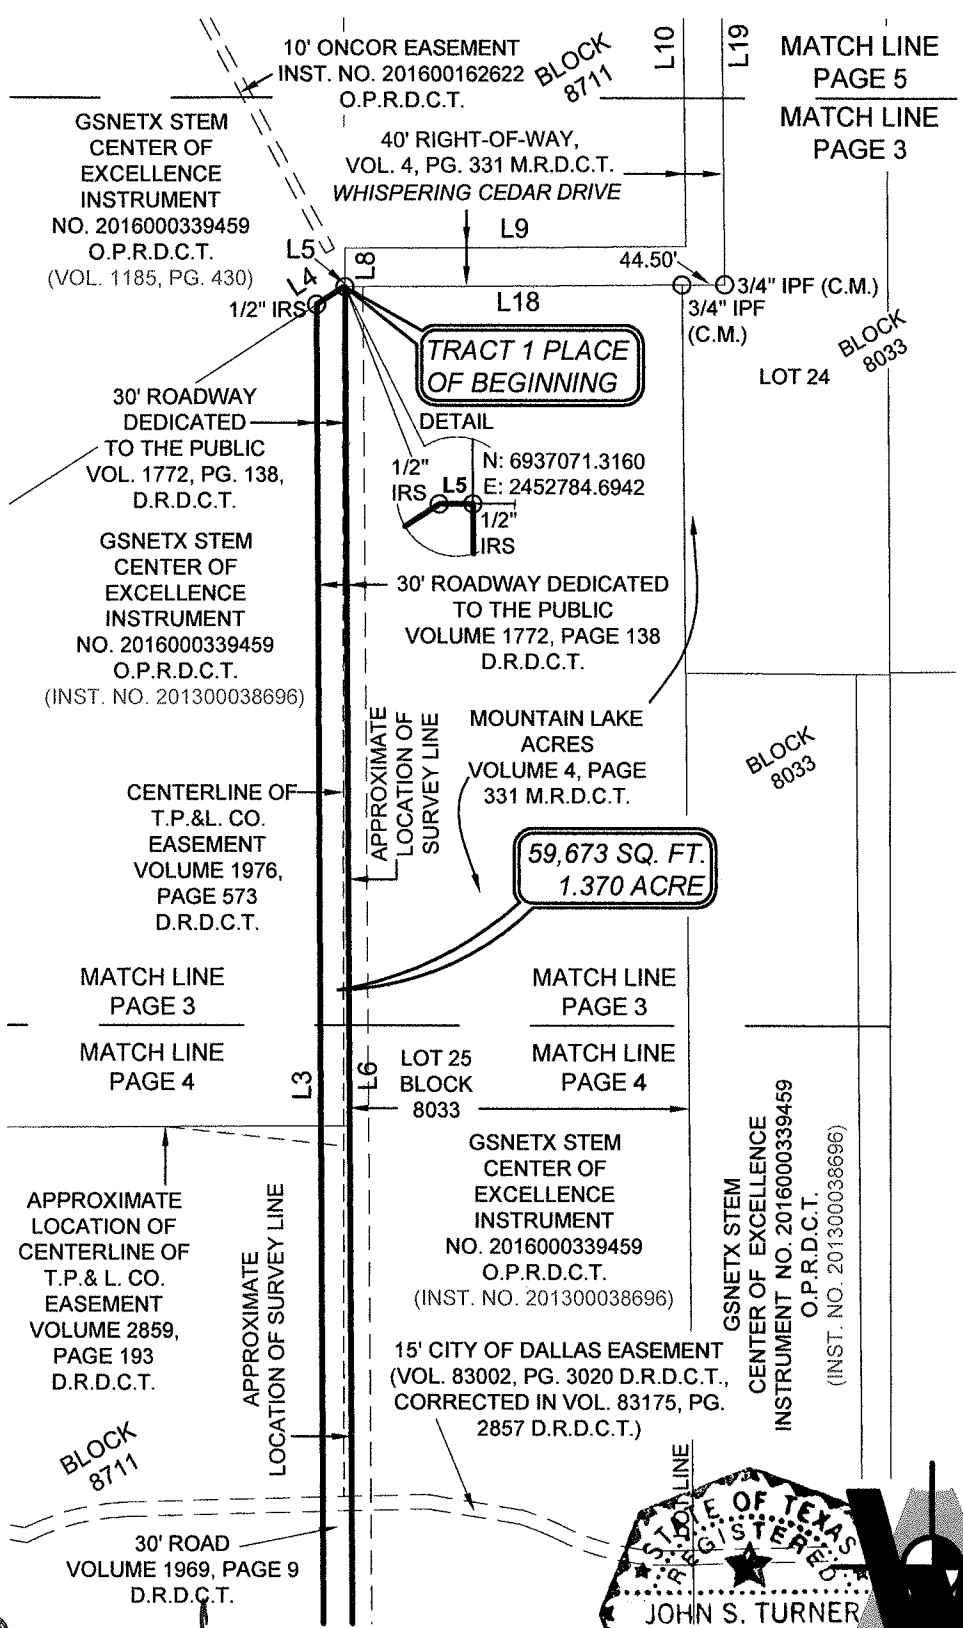 10' ONCOR EASEMENT
INST. NO. 201600162622
O.P.R.D.C.T.
BLOCK
8711
L10
L19
MATCH LINE
PAGE 5
MATCH LINE
PAGE 3
GSNETX STEM
CENTER OF
EXCELLENCE
INSTRUMENT
NO. 2016000339459
O.P.R.D.C.T.
(VOL. 1185, PG. 430)
40' RIGHT-OF-WAY,
VOL. 4, PG. 331 M.R.D.C.T.
WHISPERING CEDAR DRIVE
L9
L5
L8
L4
1/2" IRS
44.50'
L18
3/4" IPF (C.M.)
3/4" IPF
(C.M.)
BLOCK
8033
LOT 24
TRACT 1 PLACE
OF BEGINNING
30' ROADWAY
DEDICATED
TO THE PUBLIC
VOL. 1772, PG. 138,
D.R.D.C.T.
DETAIL
1/2"
IRS
L5
N: 6937071.3160
E: 2452784.6942
1/2"
IRS
GSNETX STEM
CENTER OF
EXCELLENCE
INSTRUMENT
NO. 2016000339459
O.P.R.D.C.T.
(INST. NO. 201300038696)
30' ROADWAY DEDICATED
TO THE PUBLIC
VOLUME 1772, PAGE 138
D.R.D.C.T.
APPROXIMATE
LOCATION OF
SURVEY LINE
MOUNTAIN LAKE
ACRES
VOLUME 4, PAGE
331 M.R.D.C.T.
BLOCK
8033
CENTERLINE OF
T.P.&L. CO.
EASEMENT
VOLUME 1976,
PAGE 573
D.R.D.C.T.
59,673 SQ. FT.
1.370 ACRE
MATCH LINE
PAGE 3
MATCH LINE
PAGE 3
MATCH LINE
PAGE 4
MATCH LINE
PAGE 4
L3
L6
LOT 25
BLOCK
8033
GSNETX STEM
CENTER OF
EXCELLENCE
INSTRUMENT
NO. 2016000339459
O.P.R.D.C.T.
(INST. NO. 201300038696)
GSNETX STEM
CENTER OF EXCELLENCE
INSTRUMENT NO. 2016000339459
O.P.R.D.C.T.
(INST. NO. 201300038696)
APPROXIMATE
LOCATION OF
CENTERLINE OF
T.P.& L. CO.
EASEMENT
VOLUME 2859,
PAGE 193
D.R.D.C.T.
APPROXIMATE
LOCATION OF SURVEY LINE
15' CITY OF DALLAS EASEMENT
(VOL. 83002, PG. 3020 D.R.D.C.T.,
CORRECTED IN VOL. 83175, PG.
2857 D.R.D.C.T.)
BLOCK
8711
LOT LINE
30' ROAD
VOLUME 1969, PAGE 9
D.R.D.C.T.
STATE OF TEXAS
REGISTERED
JOHN S. TURNER